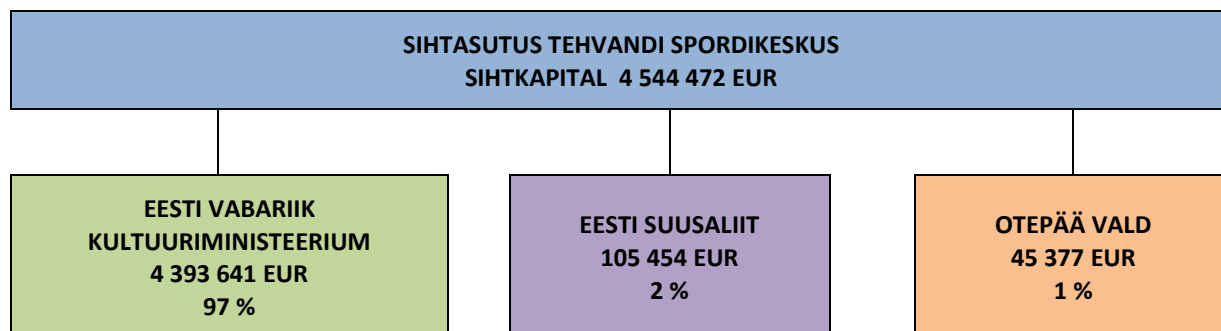 SIHTASUTUS TEHVANDI SPORDIKESKUS
SIHTKAPITAL 4 544 472 EUR
EESTI VABARIIK
KULTUURIMINISTEERIUM
4 393 641 EUR
97 %
EESTI SUUSALIIT
105 454 EUR
2 %
OTEPÄÄ VALD
45 377 EUR
1 %